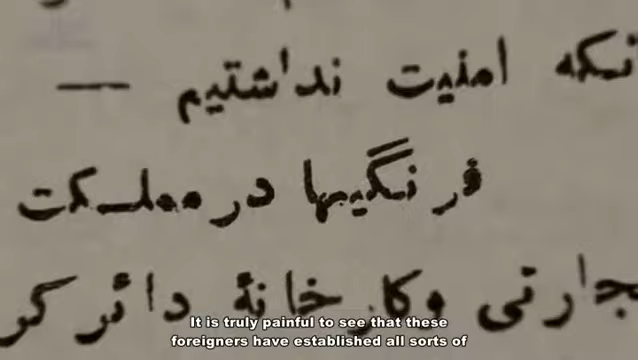 نکه امنیت نداشتیم —
فرنگیها در مملکت
جارتی وکارخانهٔ دائر کر
It is truly painful to see that these
foreigners have established all sorts of